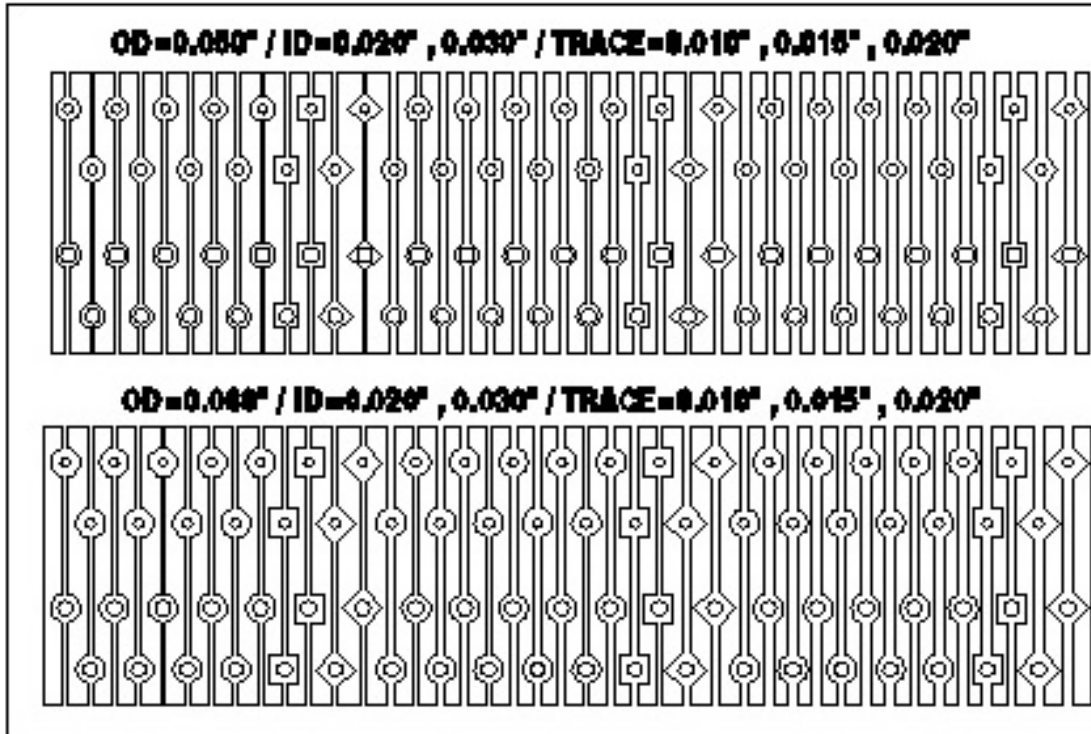 OD=0.050" / ID=0.020" , 0.030" / TRACE=0.010" , 0.015" , 0.020"
OD=0.060" / ID=0.020" , 0.030" / TRACE=0.010" , 0.015" , 0.020"